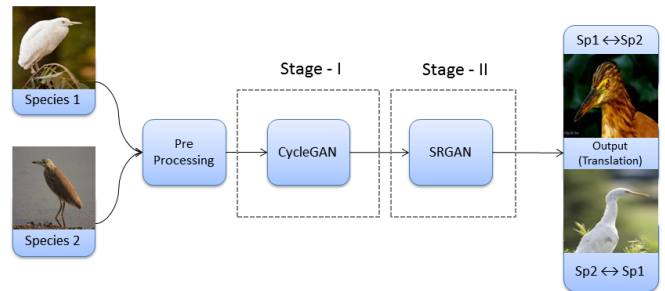 Species 1
Species 2
Pre
Processing
Stage - I
CycleGAN
Stage - II
SRGAN
Sp1 ↔Sp2
Output
(Translation)
Sp2 ↔ Sp1